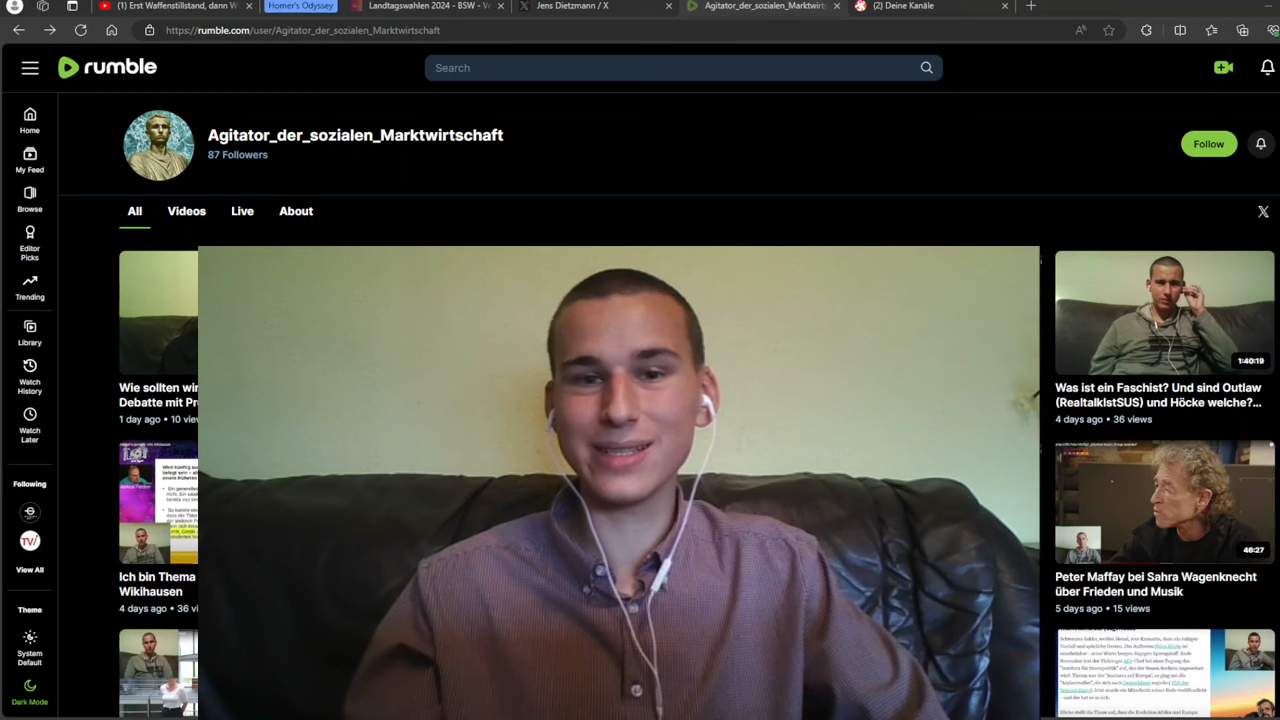 (1) Erst Waffenstillstand, dann W
Homer's Odyssey
Landtagswahlen 2024 - BSW - V
Jens Dietzmann / X
Agitator_der_sozialen_Marktwirtsc
(2) Deine Kanäle
https://rumble.com/user/Agitator_der_sozialen_Marktwirtschaft
rumble
Search
Agitator_der_sozialen_Marktwirtschaft
87 Followers
Follow
All
Videos
Live
About
Home
My Feed
Browse
Editor
Picks
Trending
Library
Watch
History
Watch
Later
Following
View All
Theme
System
Default
Dark Mode
Wie sollten wir
Debatte mit Pr
1 day ago • 10 view
1:40:19
Was ist ein Faschist? Und sind Outlaw
(RealtalkIstSUS) und Höcke welche?...
4 days ago • 36 views
Ich bin Thema
Wikihausen
4 days ago • 36 vi
46:27
Peter Maffay bei Sahra Wagenknecht
über Frieden und Musik
5 days ago • 15 views